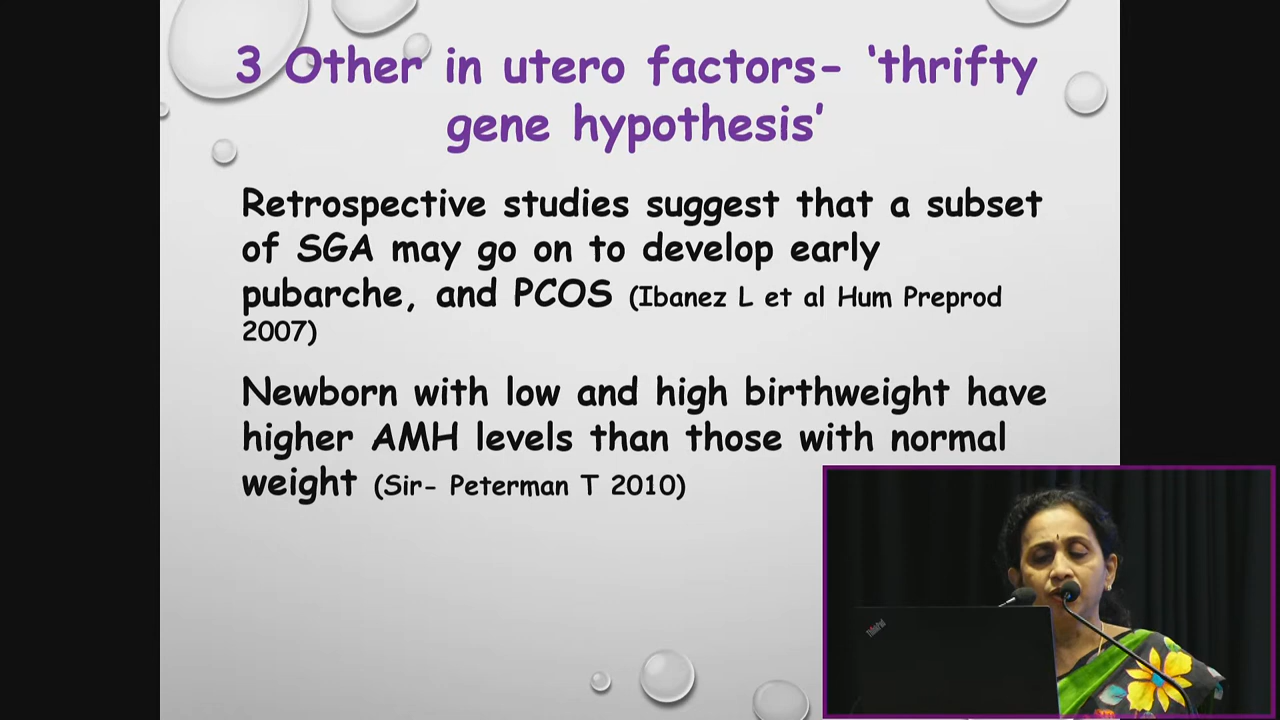 3 Other in utero factors- ‘thrifty
gene hypothesis’
Retrospective studies suggest that a subset
of SGA may go on to develop early
pubarche, and PCOS (Ibanez L et al Hum Preprod
2007)
Newborn with low and high birthweight have
higher AMH levels than those with normal
weight (Sir- Peterman T 2010)
ThinkPad